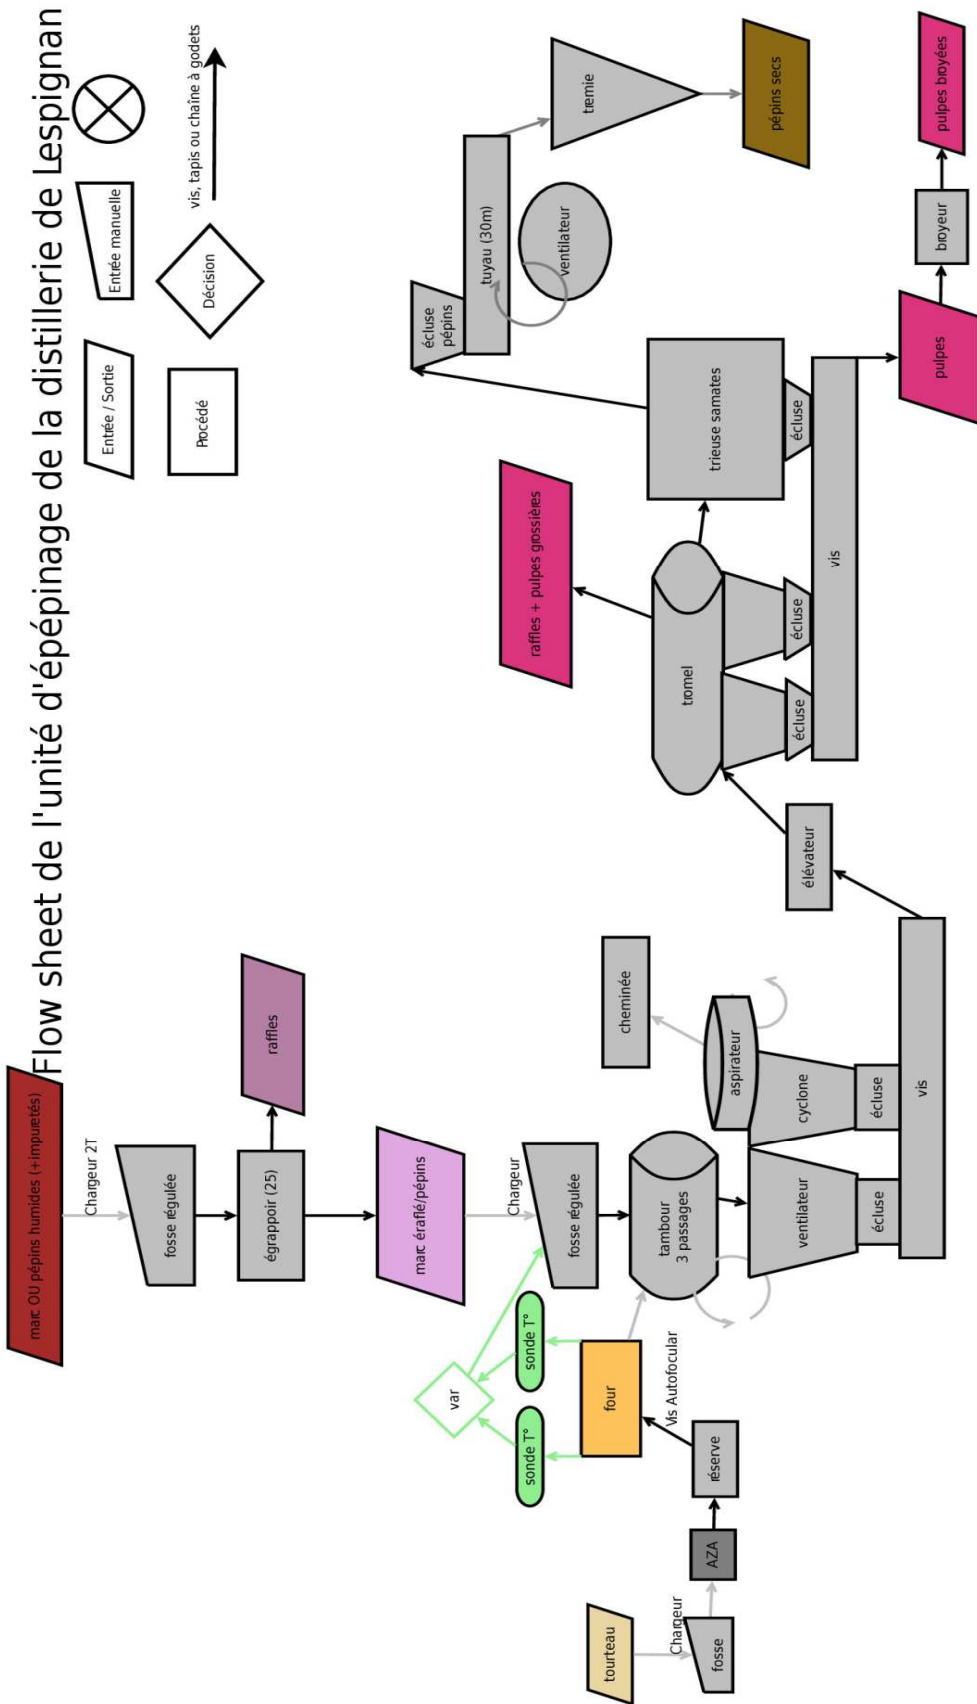 Flow sheet de l'unité d'épépinage de la distillerie de Lespignan
Entrée / Sortie
Entrée manuelle
Procédé
Décision
vis, tapis ou chaîne à godets
marc OU pépins humides (+impuretés)
Chargeur 2T
fosse régulée
égrappoir (25)
raffles
marc éraflé/pépins
Chargeur
fosse régulée
var
sonde T°
sonde T°
four
Vis Autofocular
tourteau
Chargeur
fosse
AZA
réserve
tambour
3 passages
cheminée
aspirateur
ventilateur
cyclone
écluse
écluse
vis
élévateur
tromel
raffles + pulpes grossières
écluse
écluse
trieuse samates
écluse
vis
écluse
pépins
tuyau (30m)
ventilateur
tremie
pépins secs
pulpes
broyeur
pulpes broyées